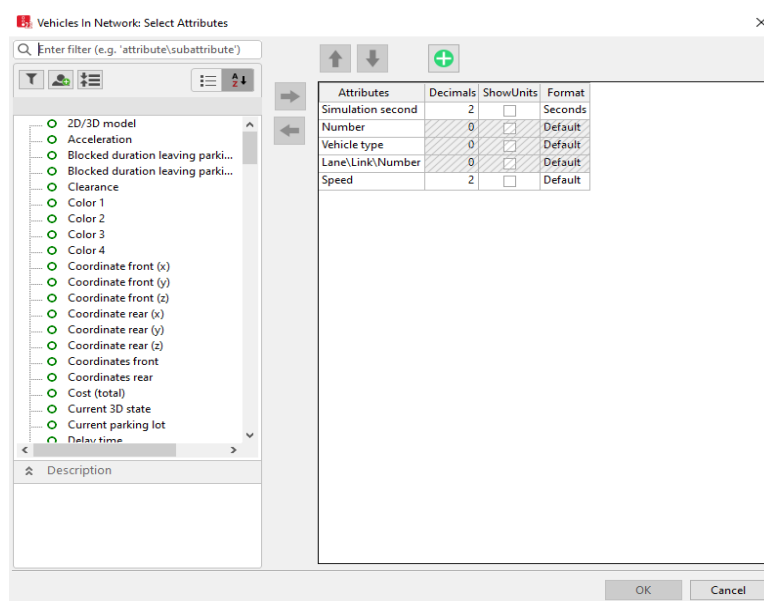 Vehicles In Network: Select Attributes
Enter filter (e.g. 'attribute\subattribute')
2D/3D model
Acceleration
Blocked duration leaving parki...
Blocked duration leaving parki...
Clearance
Color 1
Color 2
Color 3
Color 4
Coordinate front (x)
Coordinate front (y)
Coordinate front (z)
Coordinate rear (x)
Coordinate rear (y)
Coordinate rear (z)
Coordinates front
Coordinates rear
Cost (total)
Current 3D state
Current parking lot
Delay time
Description
Attributes Decimals ShowUnits Format
Simulation second 2 Seconds
Number 0 Default
Vehicle type 0 Default
Lane\Link\Number 0 Default
Speed 2 Default
OK Cancel